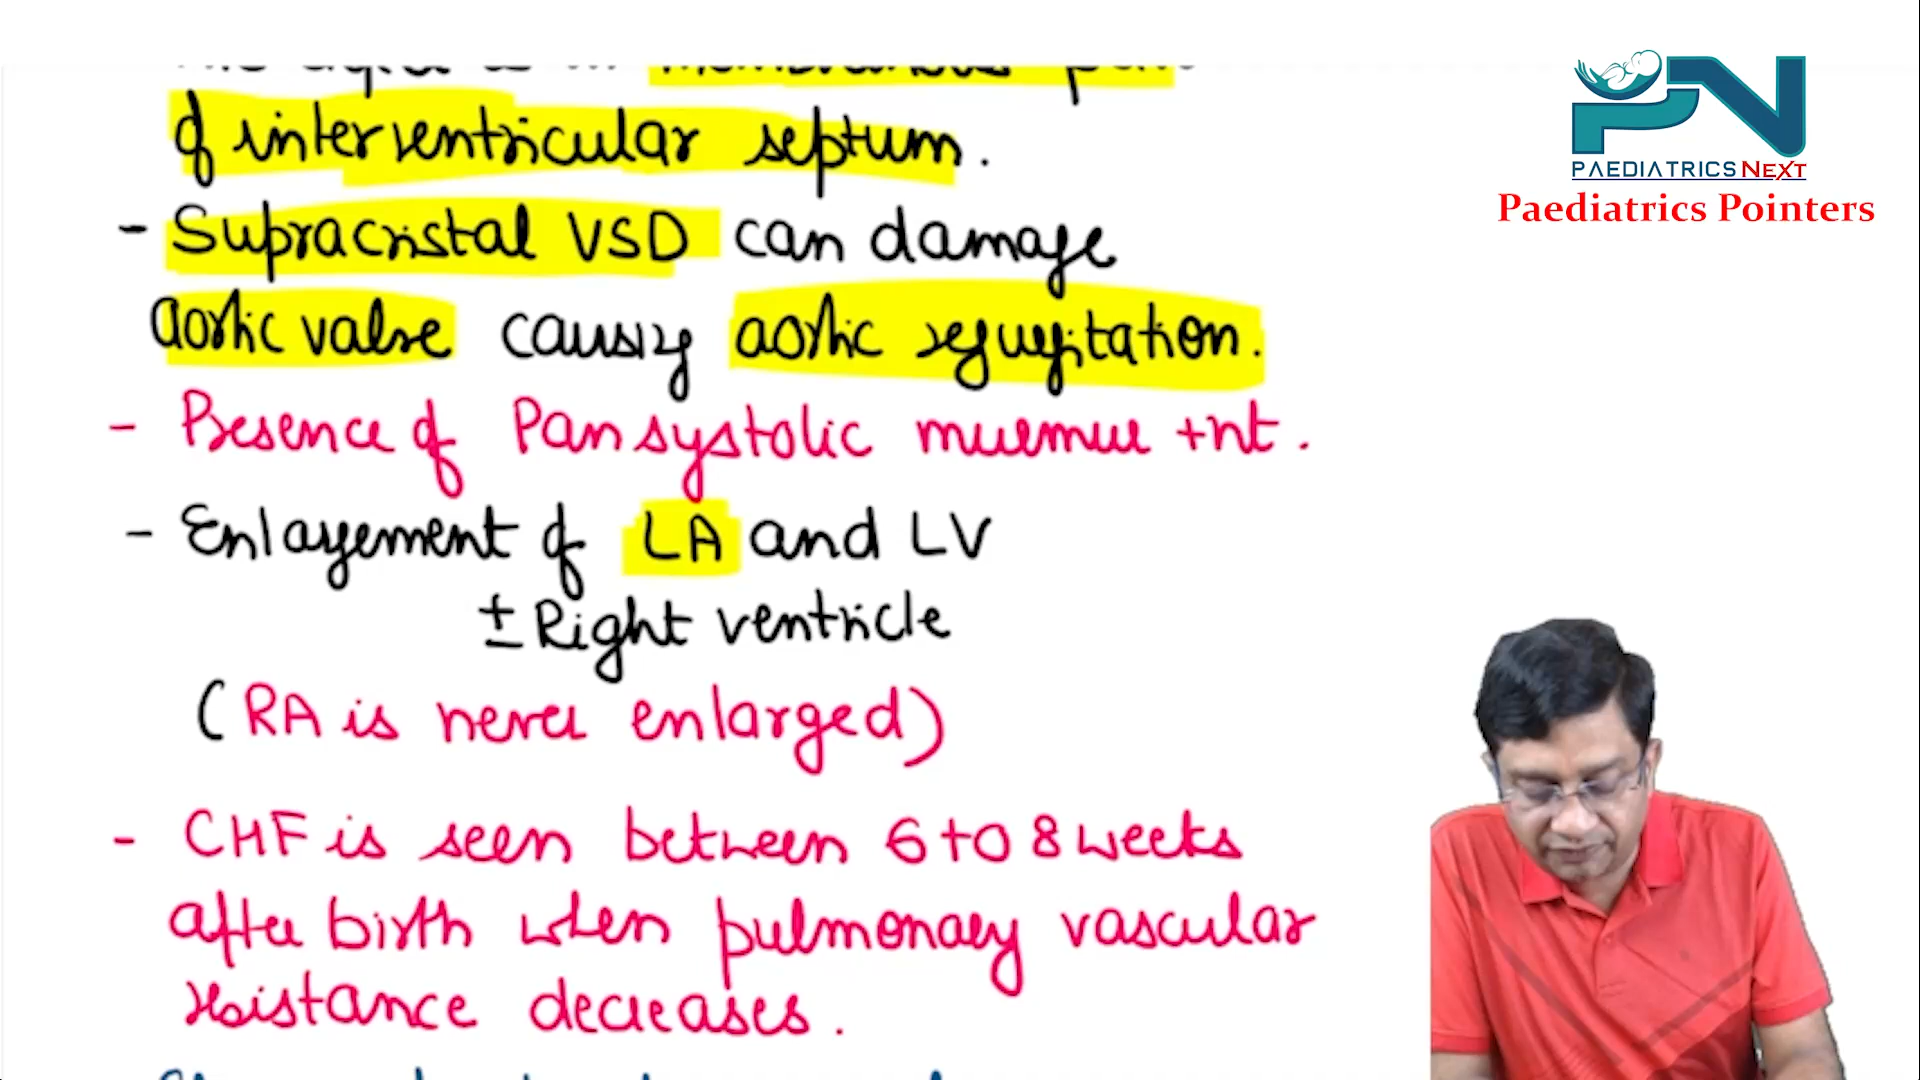 membranous
of interventricular septum.
- Supracristal VSD can damage
aortic valve causing aortic regurgitation.
- Presence of Pansystolic murmur +nt.
- Enlargement of LA and LV
± Right ventricle
(RA is never enlarged)
- CHF is seen between 6 to 8 weeks
after birth when pulmonary vascular
resistance decreases.
PN
PAEDIATRICS NEXT
Paediatrics Pointers